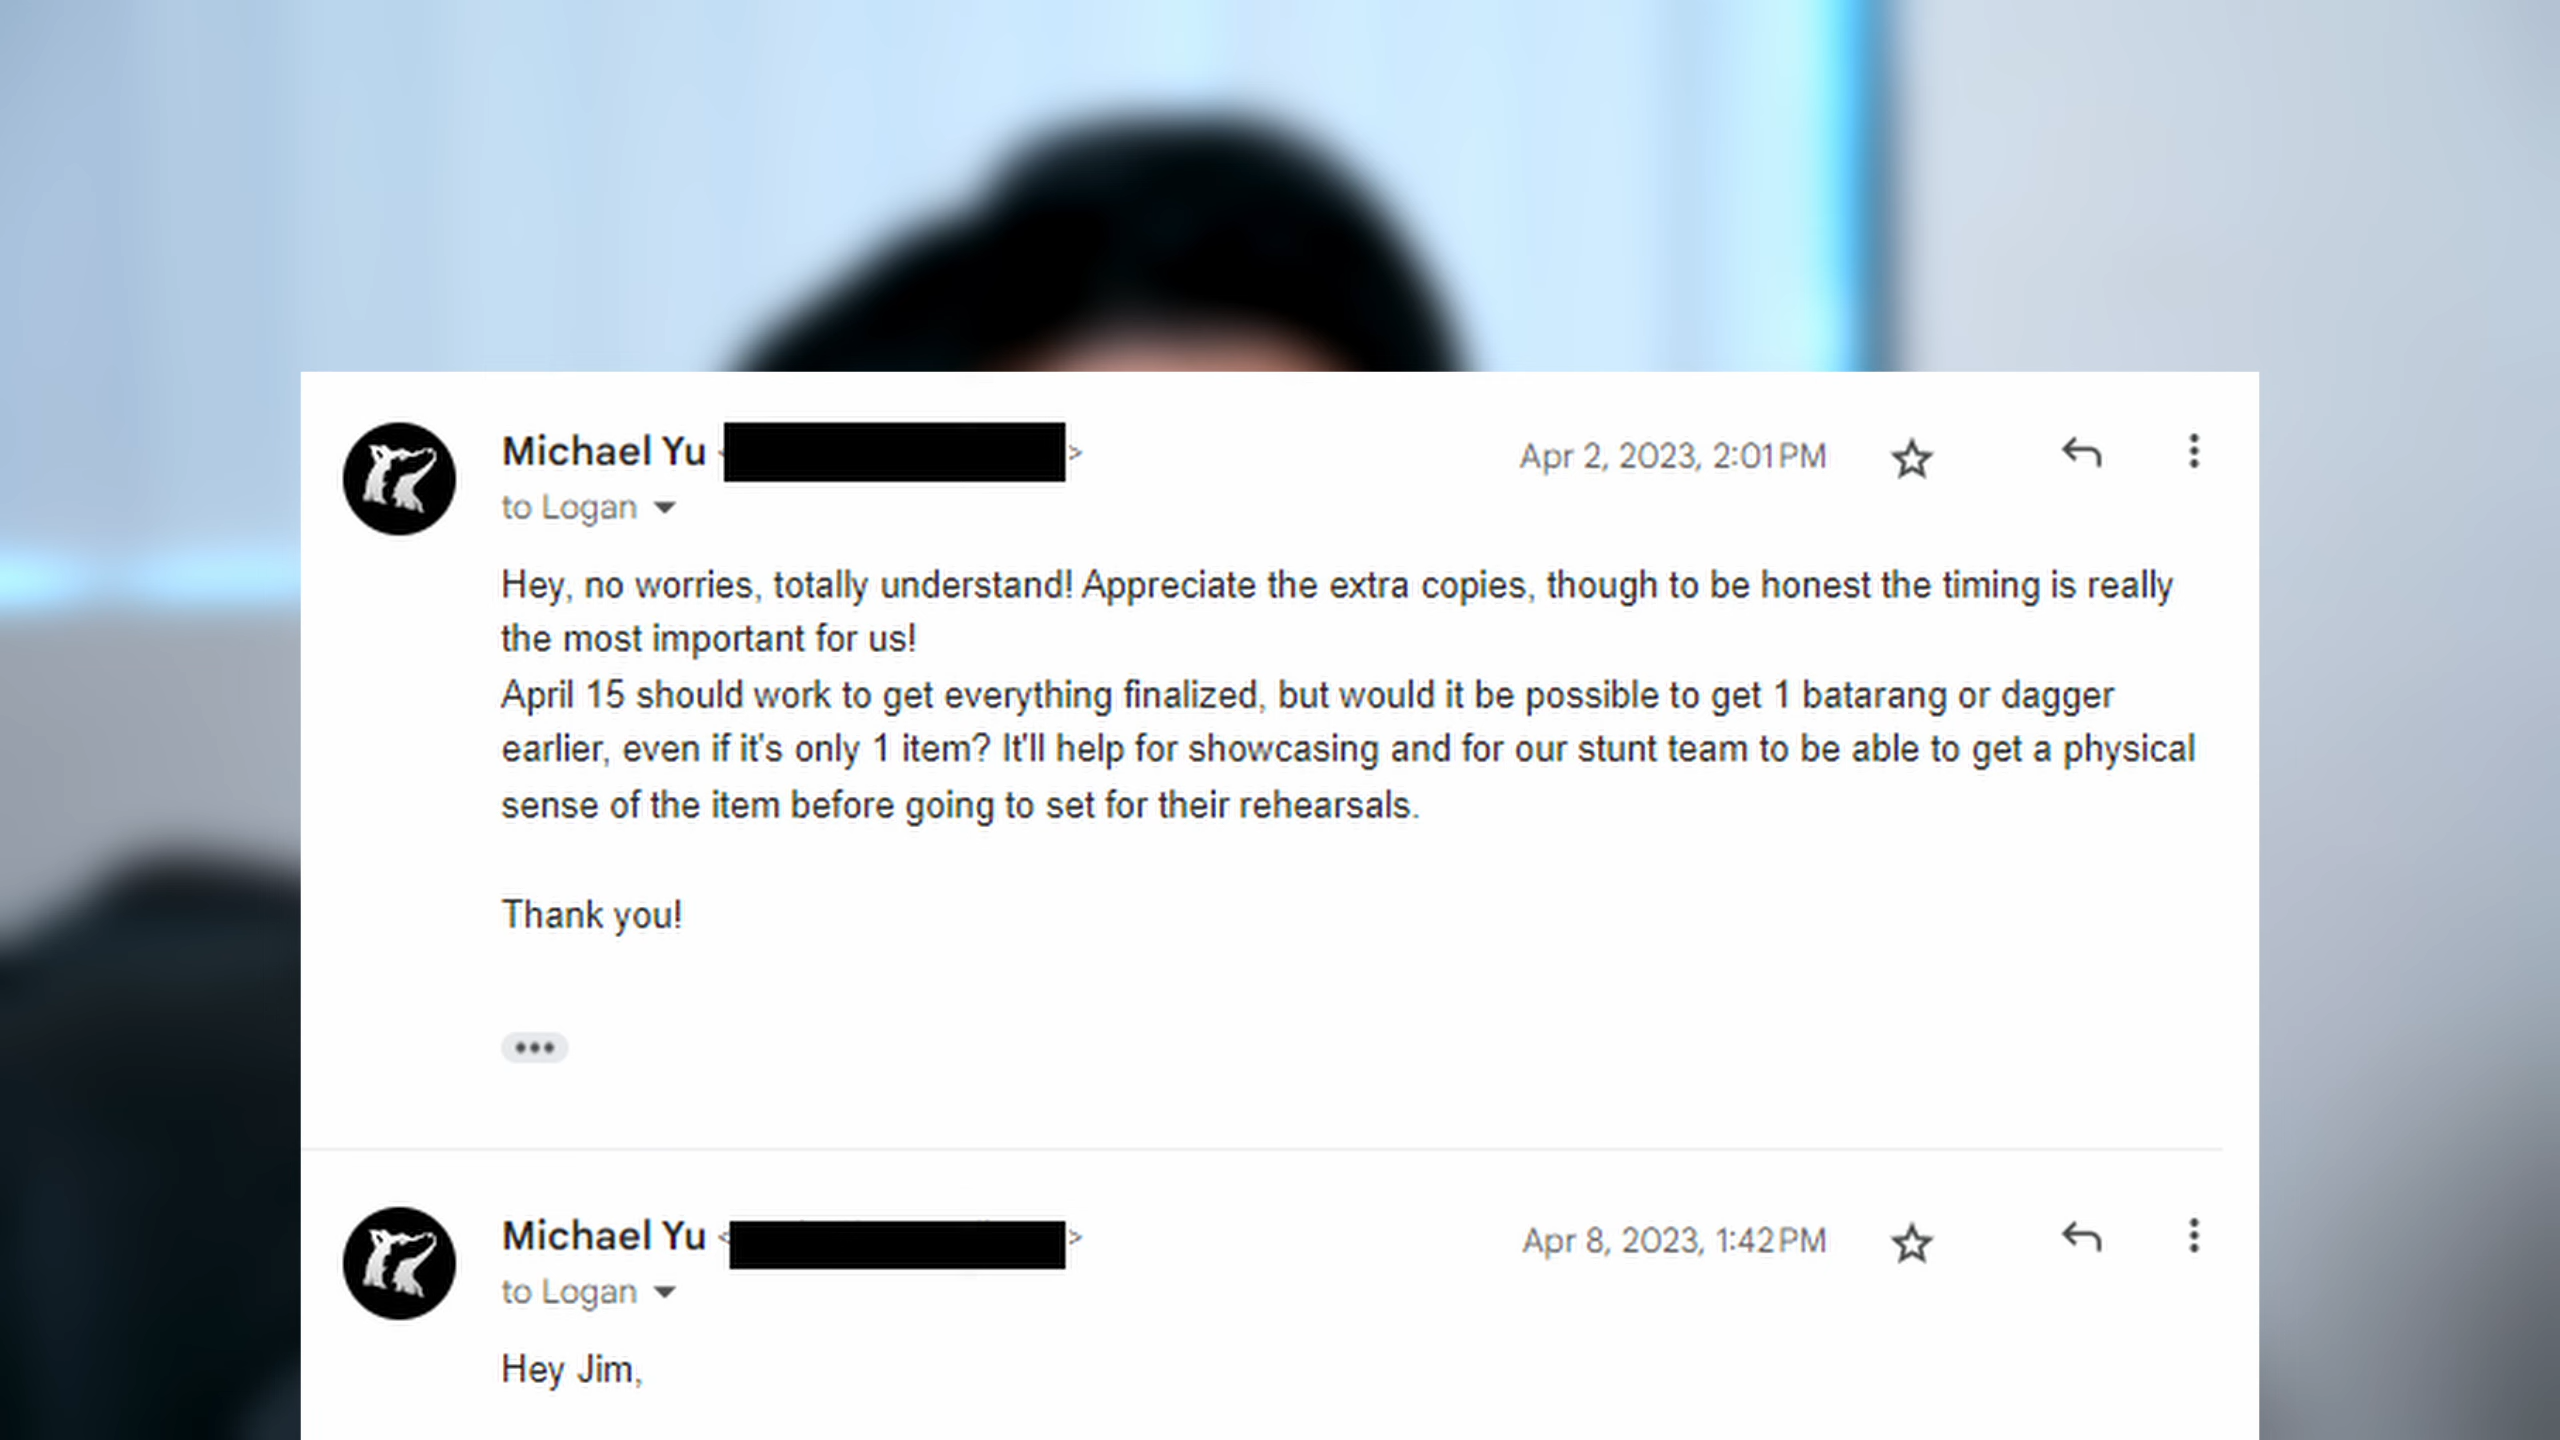 Michael Yu < >
Apr 2, 2023, 2:01 PM
to Logan
Hey, no worries, totally understand! Appreciate the extra copies, though to be honest the timing is really
the most important for us!
April 15 should work to get everything finalized, but would it be possible to get 1 batarang or dagger
earlier, even if it's only 1 item? It'll help for showcasing and for our stunt team to be able to get a physical
sense of the item before going to set for their rehearsals.
Thank you!
Michael Yu < >
Apr 8, 2023, 1:42 PM
to Logan
Hey Jim,